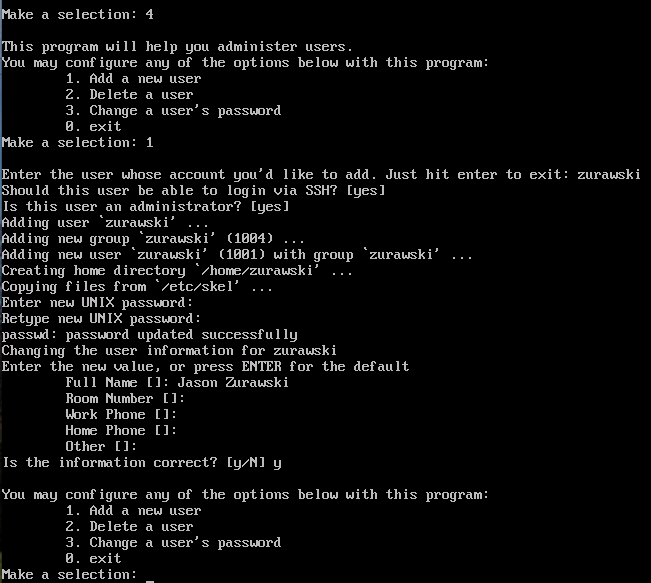 Make a selection: 4
This program will help you administer users.
You may configure any of the options below with this program:
1. Add a new user
2. Delete a user
3. Change a user's password
0. exit
Make a selection: 1
Enter the user whose account you'd like to add. Just hit enter to exit: zurawski
Should this user be able to login via SSH? [yes]
Is this user an administrator? [yes]
Adding user `zurawski' ...
Adding new group `zurawski' (1004) ...
Adding new user `zurawski' (1001) with group `zurawski' ...
Creating home directory `/home/zurawski' ...
Copying files from `/etc/skel' ...
Enter new UNIX password:
Retype new UNIX password:
passwd: password updated successfully
Changing the user information for zurawski
Enter the new value, or press ENTER for the default
Full Name []: Jason Zurawski
Room Number []:
Work Phone []:
Home Phone []:
Other []:
Is the information correct? [y/N] y
You may configure any of the options below with this program:
1. Add a new user
2. Delete a user
3. Change a user's password
0. exit
Make a selection: _